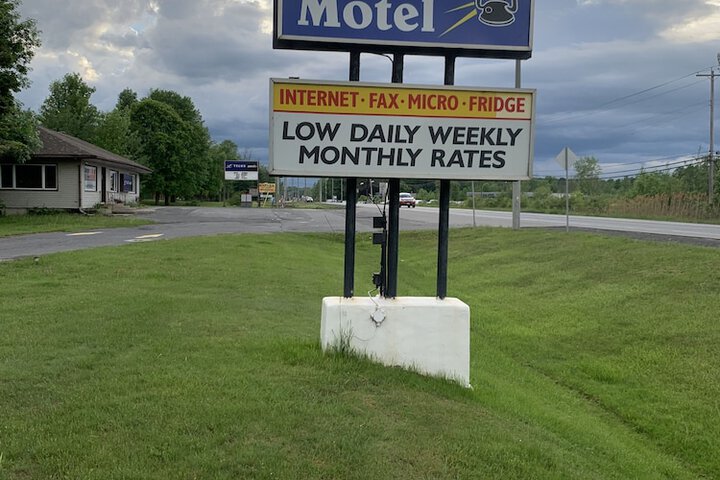 Motel
INTERNET · FAX · MICRO · FRIDGE
LOW DAILY WEEKLY
MONTHLY RATES